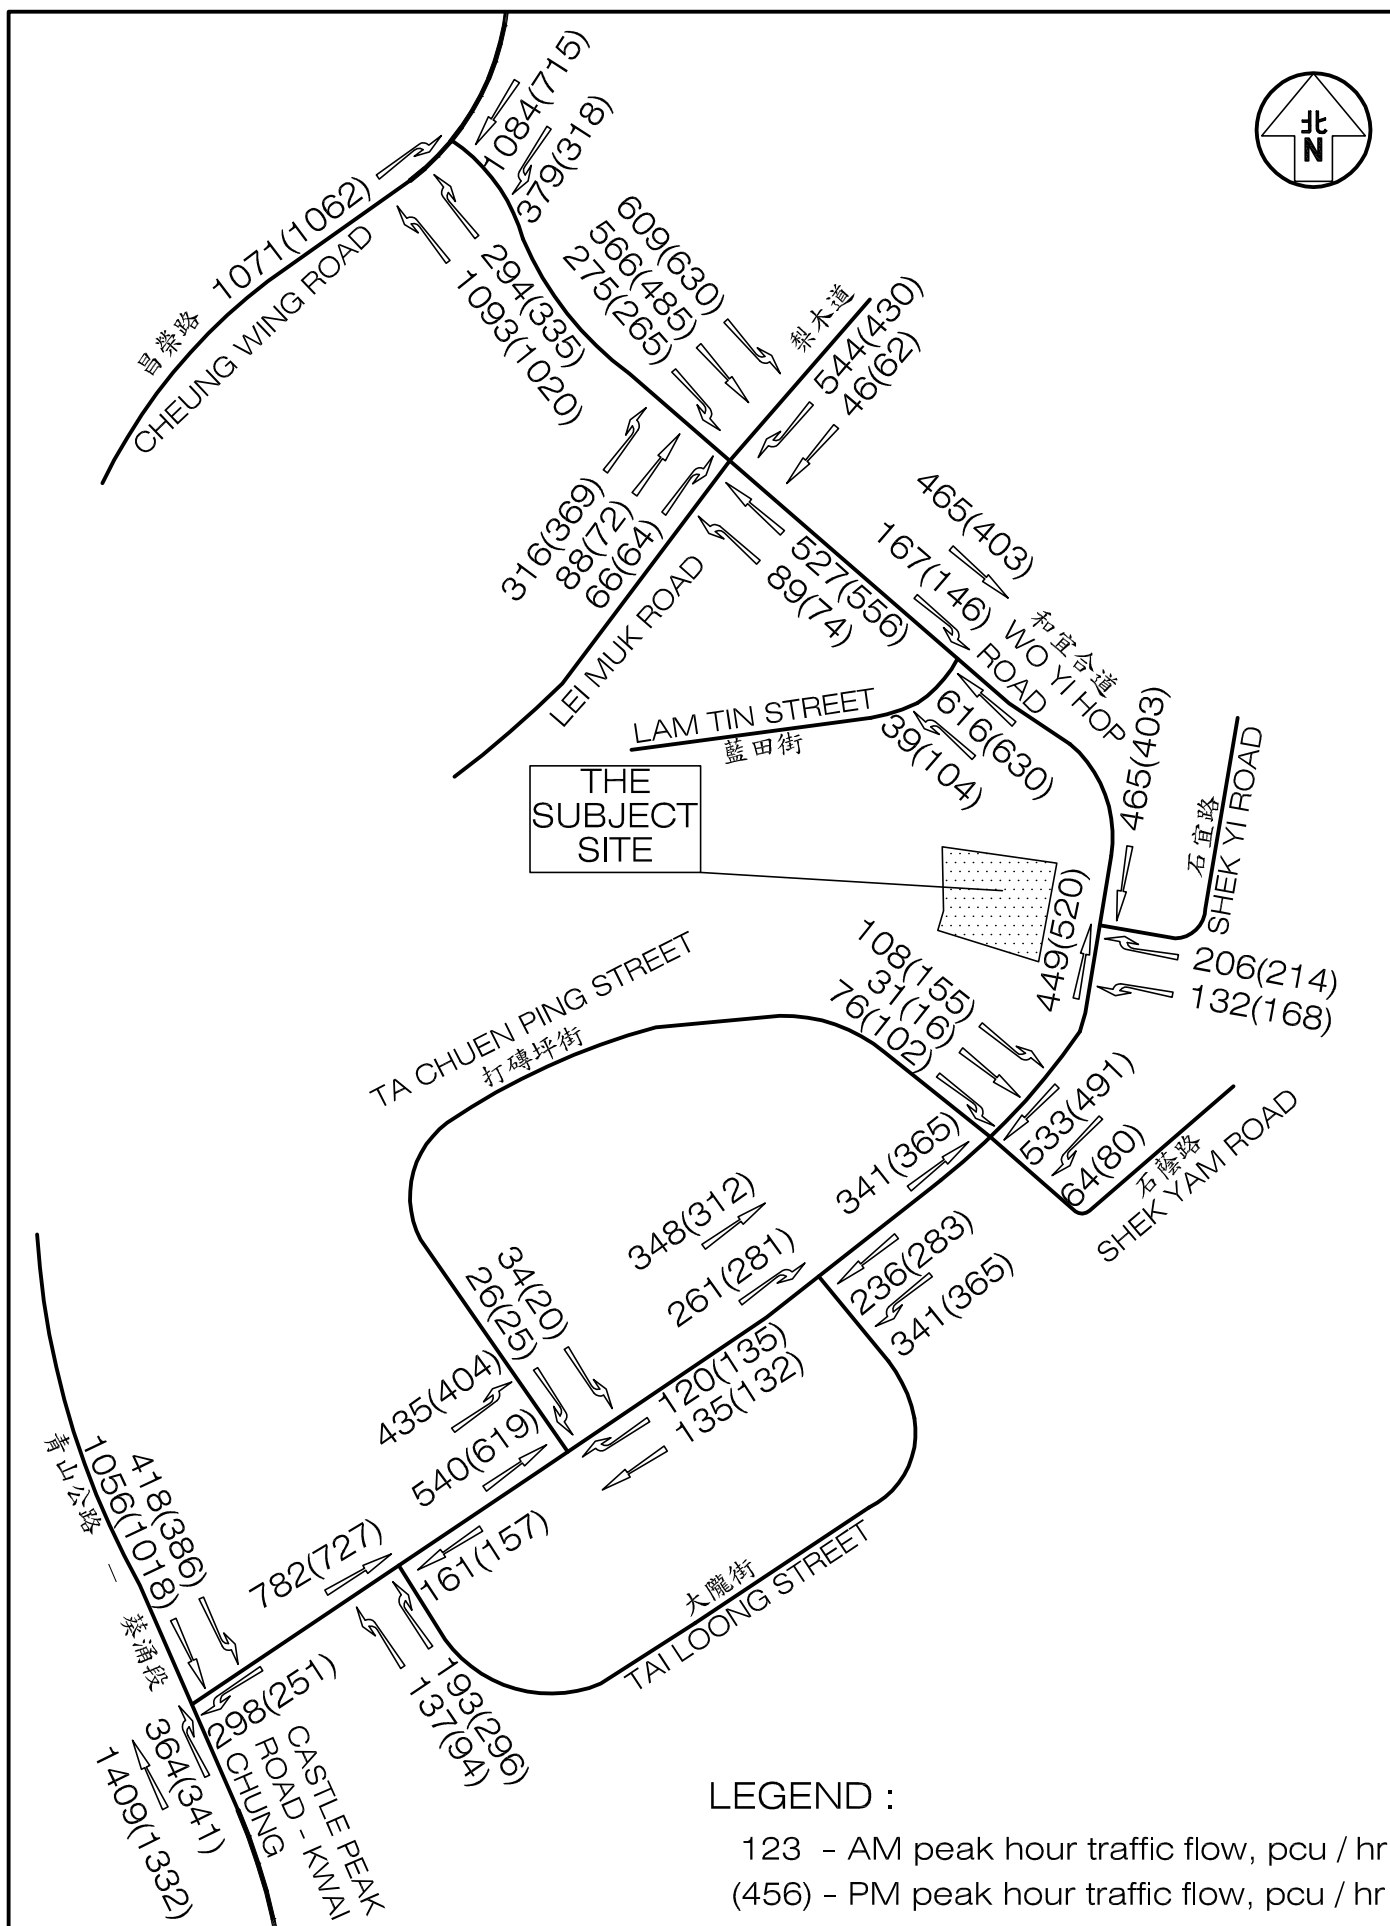 北
N
1084(715)
379(318)
1071(1062)
昌榮路
CHEUNG WING ROAD
294(335)
1093(1020)
609(630)
566(485)
275(265)
梨木道
544(430)
46(62)
316(369)
88(72)
66(64)
LEI MUK ROAD
527(556)
89(74)
465(403)
167(146)
和宜合道
WO YI HOP
ROAD
LAM TIN STREET
藍田街
616(630)
39(104)
THE
SUBJECT
SITE
465(403)
石宜路
SHEK YI ROAD
449(520)
206(214)
132(168)
108(155)
31(16)
76(102)
TA CHUEN PING STREET
打磚坪街
533(491)
64(80)
石蔭路
SHEK YAM ROAD
341(365)
348(312)
261(281)
236(283)
341(365)
34(20)
26(25)
435(404)
540(619)
120(135)
135(132)
青山公路 - 葵涌段
418(386)
1056(1018)
782(727)
161(157)
大隴街
TAI LOONG STREET
193(296)
137(94)
298(251)
364(341)
1409(1332)
CASTLE PEAK
ROAD - KWAI
CHUNG
LEGEND :
123 - AM peak hour traffic flow, pcu / hr
(456) - PM peak hour traffic flow, pcu / hr